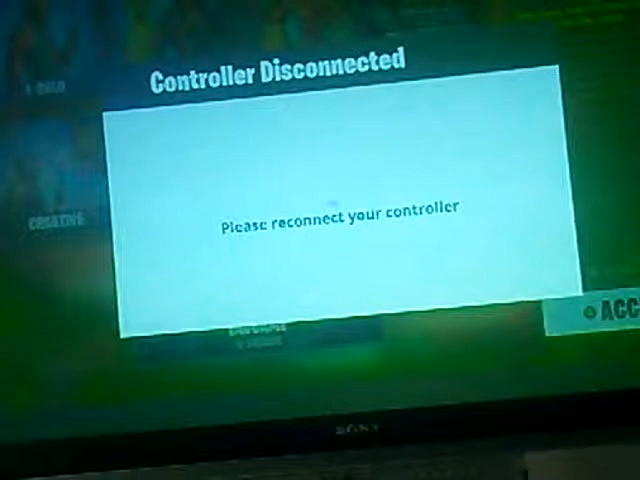 Controller Disconnected
CREATIVE
Please reconnect your controller
ACC
SONY